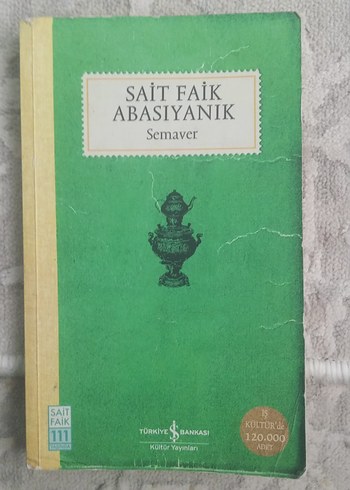 SAİT FAİK
ABASIYANIK
Semaver
SAİT
FAİK
111
TÜRKİYE İŞ BANKASI
Kültür Yayınları
İŞ
KÜLTÜR'de
120.000
ADET